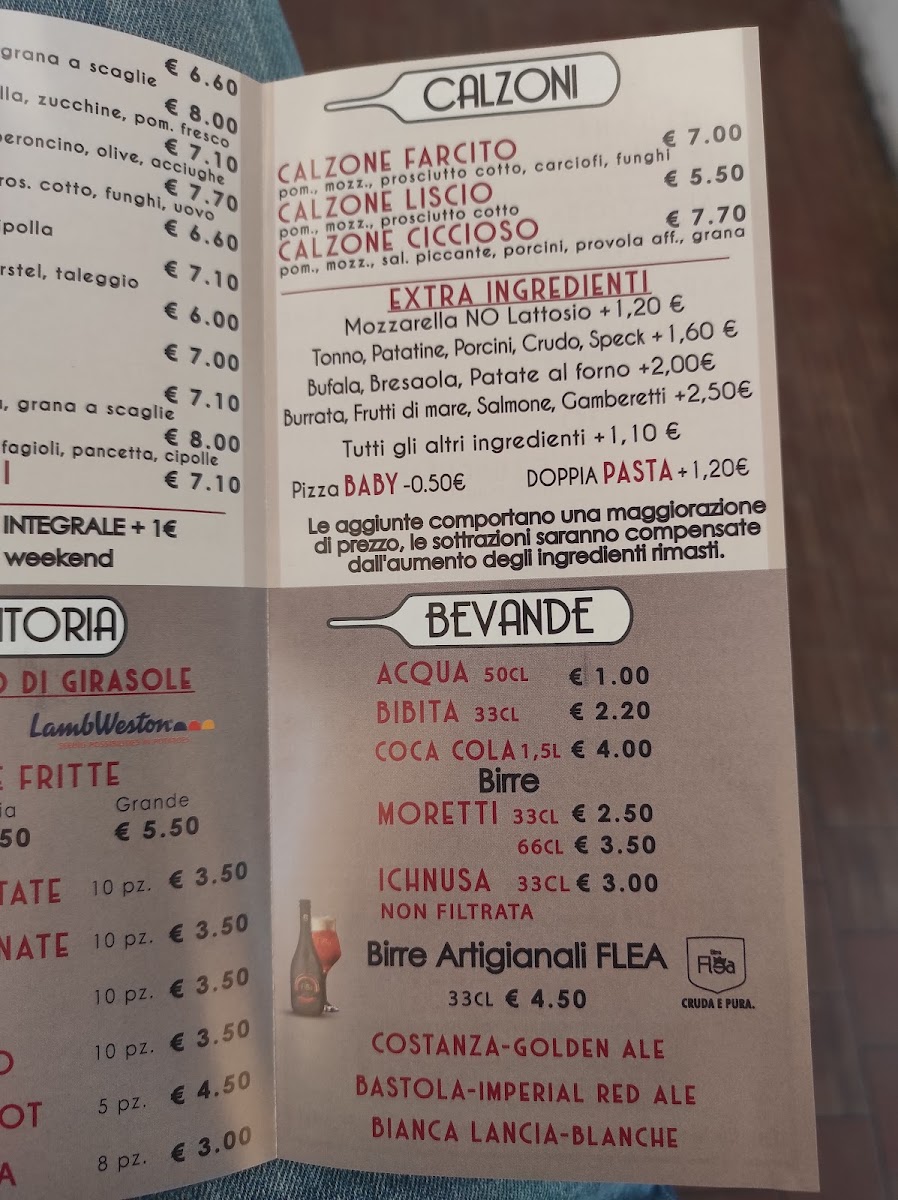 grana a scaglie € 6.60
€ 8.00
zucchine, pom. fresco
€ 7.10
olive, acciughe
€ 7.70
cotto, funghi, uovo
€ 6.60
taleggio € 7.10
€ 6.00
€ 7.00
€ 7.10
grana a scaglie
€ 8.00
fagioli, pancetta, cipolle
€ 7.10
INTEGRALE + 1€
weekend
DI GIRASOLE
LambWeston
FRITTE
Grande
€ 5.50
10 pz. € 3.50
10 pz. € 3.50
10 pz. € 3.50
10 pz. € 3.50
5 pz. € 4.50
8 pz. € 3.00
CALZONI
CALZONE FARCITO € 7.00
pom., mozz., prosciutto cotto, carciofi, funghi
CALZONE LISCIO € 5.50
pom., mozz., prosciutto cotto
CALZONE CICCIOSO € 7.70
pom., mozz., sal. piccante, porcini, provola aff., grana
EXTRA INGREDIENTI
Mozzarella NO Lattosio +1,20 €
Tonno, Patatine, Porcini, Crudo, Speck +1,60 €
Bufala, Bresaola, Patate al forno +2,00€
Burrata, Frutti di mare, Salmone, Gamberetti +2,50€
Tutti gli altri ingredienti +1,10 €
Pizza BABY -0.50€ DOPPIA PASTA +1,20€
Le aggiunte comportano una maggiorazione
di prezzo, le sottrazioni saranno compensate
dall'aumento degli ingredienti rimasti.
BEVANDE
ACQUA 50CL € 1.00
BIBITA 33CL € 2.20
COCA COLA 1,5L € 4.00
Birre
MORETTI 33CL € 2.50
66CL € 3.50
ICHNUSA 33CL € 3.00
NON FILTRATA
Birre Artigianali FLEA
Flea
CRUDA E PURA.
33CL € 4.50
COSTANZA-GOLDEN ALE
BASTOLA-IMPERIAL RED ALE
BIANCA LANCIA-BLANCHE